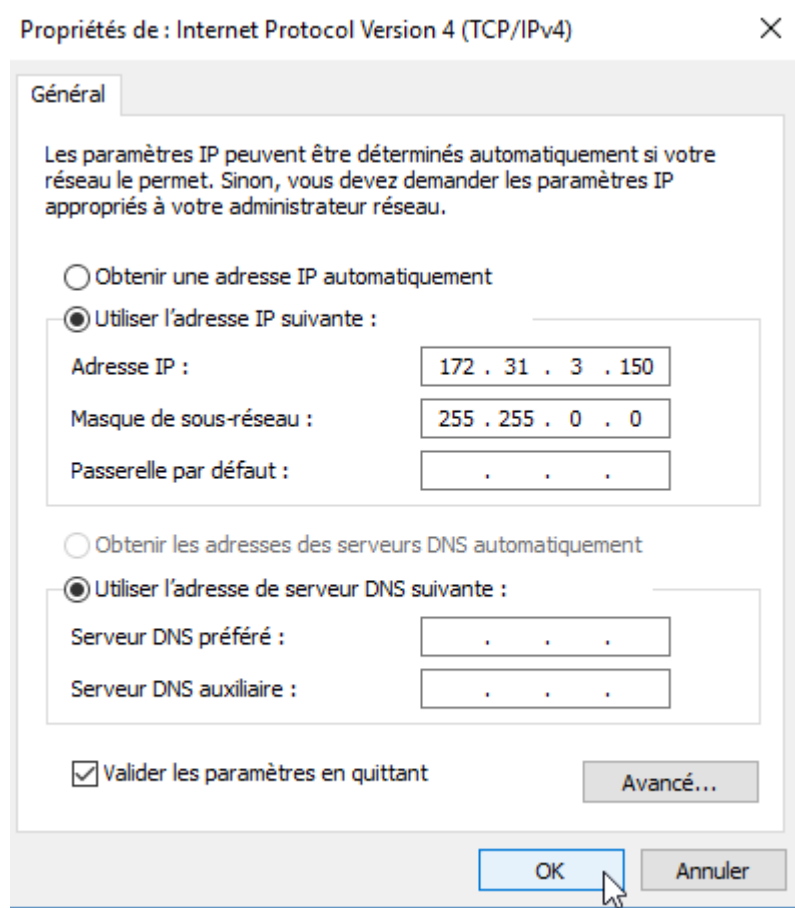 Propriétés de : Internet Protocol Version 4 (TCP/IPv4)
Général
Les paramètres IP peuvent être déterminés automatiquement si votre
réseau le permet. Sinon, vous devez demander les paramètres IP
appropriés à votre administrateur réseau.
Obtenir une adresse IP automatiquement
Utiliser l'adresse IP suivante :
Adresse IP : 172 . 31 . 3 . 150
Masque de sous-réseau : 255 . 255 . 0 . 0
Passerelle par défaut : . . .
Obtenir les adresses des serveurs DNS automatiquement
Utiliser l'adresse de serveur DNS suivante :
Serveur DNS préféré : . . .
Serveur DNS auxiliaire : . . .
Valider les paramètres en quittant
Avancé...
OK Annuler